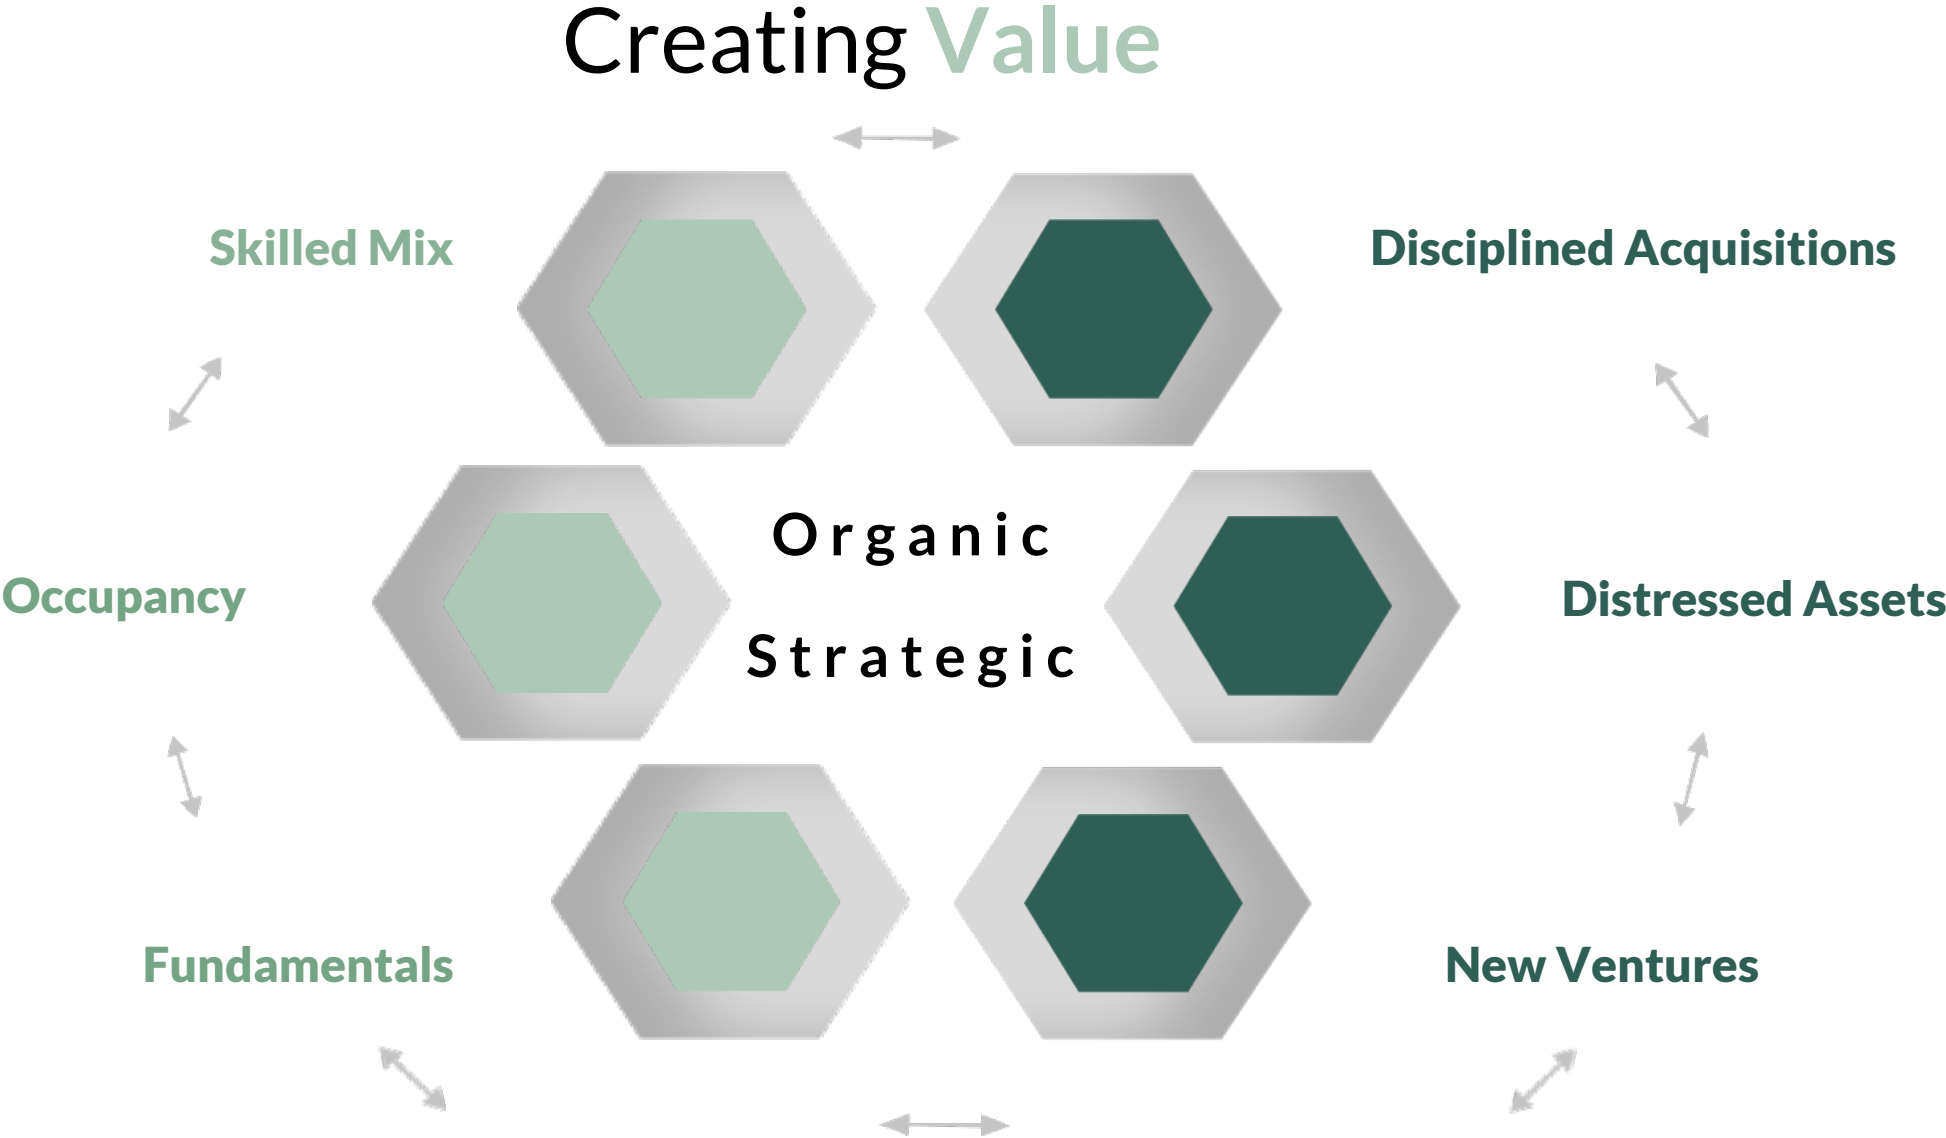 Creating Value
Skilled Mix
Disciplined Acquisitions
Organic
Occupancy
Distressed Assets
Strategic
Fundamentals
New Ventures